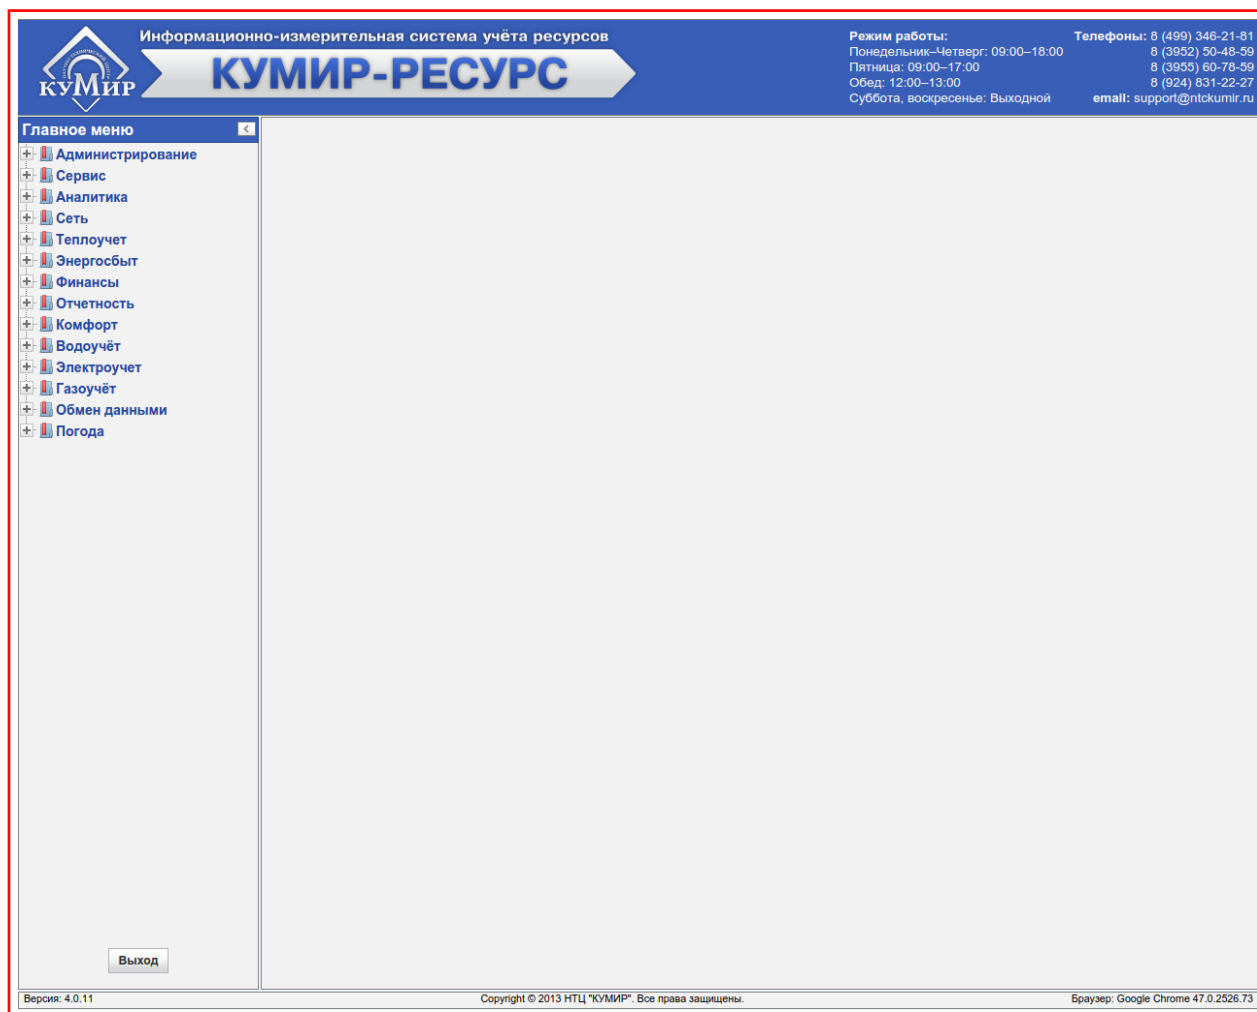 Информационно-измерительная система учёта ресурсов
КУМИР
КУМИР-РЕСУРС
Режим работы:
Понедельник–Четверг: 09:00–18:00
Пятница: 09:00–17:00
Обед: 12:00–13:00
Суббота, воскресенье: Выходной
Телефоны: 8 (499) 346-21-81
8 (3952) 50-48-59
8 (3955) 60-78-59
8 (924) 831-22-27
email: support@ntckumir.ru
Главное меню
Администрирование
Сервис
Аналитика
Сеть
Теплоучет
Энергосбыт
Финансы
Отчетность
Комфорт
Водоучёт
Электроучет
Газоучёт
Обмен данными
Погода
Выход
Версия: 4.0.11
Copyright © 2013 НТЦ "КУМИР". Все права защищены.
Браузер: Google Chrome 47.0.2526.73